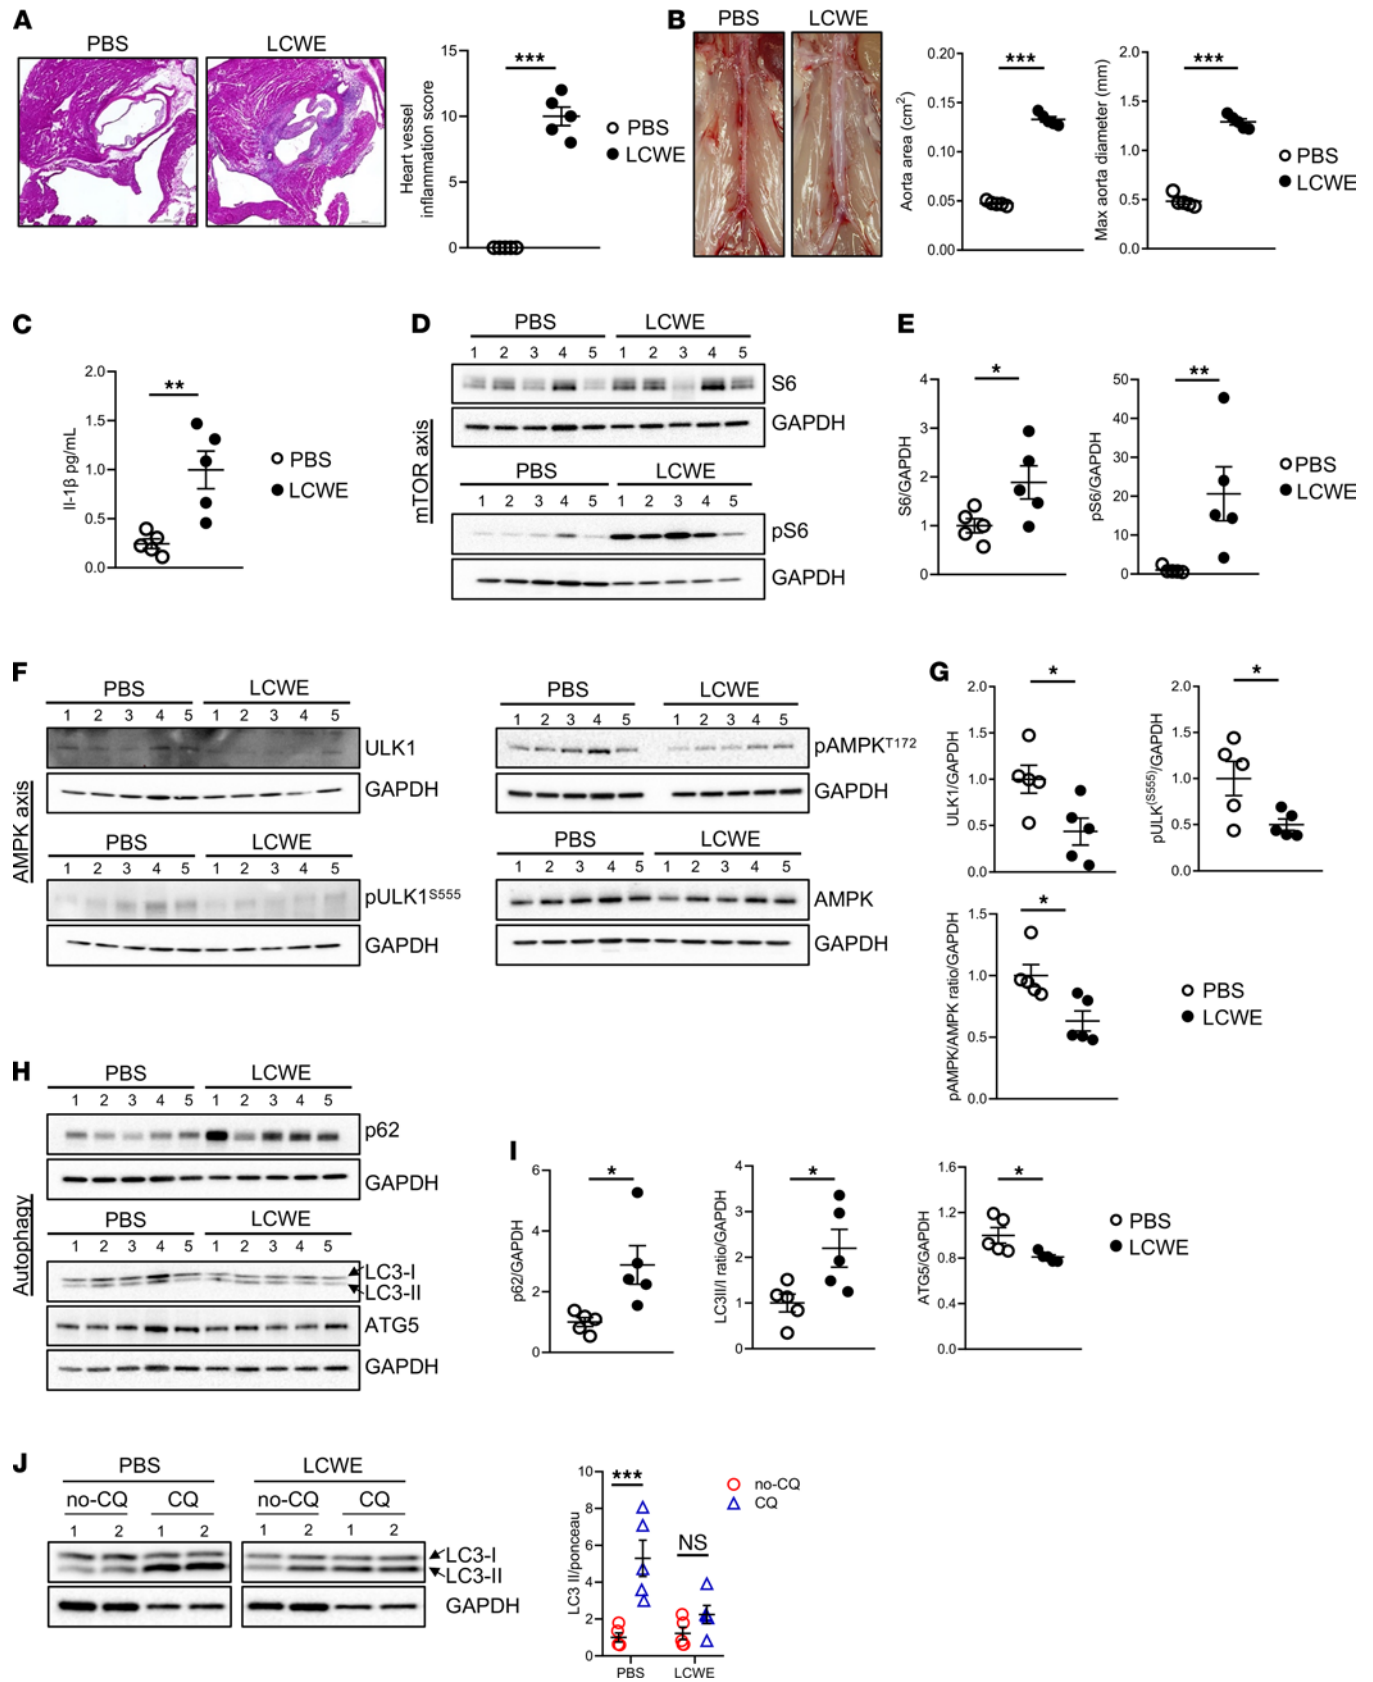 A
PBS
LCWE
Heart vessel
inflammation score
15
10
5
0
***
PBS
LCWE
B
PBS
LCWE
Aorta area (cm2)
0.20
0.15
0.10
0.05
0.00
***
Max aorta diameter (mm)
2.0
1.5
1.0
0.5
0.0
***
PBS
LCWE
C
Il-1β pg/mL
2.0
1.5
1.0
0.5
0.0
**
PBS
LCWE
D
mTOR axis
PBS LCWE
1 2 3 4 5 1 2 3 4 5
S6
GAPDH
PBS LCWE
1 2 3 4 5 1 2 3 4 5
pS6
GAPDH
E
S6/GAPDH
4
3
2
1
0
*
pS6/GAPDH
50
40
30
20
10
0
**
PBS
LCWE
F
AMPK axis
PBS LCWE
1 2 3 4 5 1 2 3 4 5
ULK1
GAPDH
PBS LCWE
1 2 3 4 5 1 2 3 4 5
pULK1S555
GAPDH
PBS LCWE
1 2 3 4 5 1 2 3 4 5
pAMPKT172
GAPDH
PBS LCWE
1 2 3 4 5 1 2 3 4 5
AMPK
GAPDH
G
ULK1/GAPDH
2.0
1.5
1.0
0.5
0.0
*
pULK(S555)/GAPDH
2.0
1.5
1.0
0.5
0.0
*
pAMPK/AMPK ratio/GAPDH
1.5
1.0
0.5
0.0
*
PBS
LCWE
H
Autophagy
PBS LCWE
1 2 3 4 5 1 2 3 4 5
p62
GAPDH
PBS LCWE
1 2 3 4 5 1 2 3 4 5
LC3-I
LC3-II
ATG5
GAPDH
I
p62/GAPDH
6
4
2
0
*
LC3II/I ratio/GAPDH
4
3
2
1
0
*
ATG5/GAPDH
1.6
1.2
0.8
0.4
0.0
*
PBS
LCWE
J
PBS LCWE
no-CQ CQ no-CQ CQ
1 2 1 2 1 2 1 2
LC3-I
LC3-II
GAPDH
LC3 II/ponceau
10
8
6
4
2
0
***
NS
PBS LCWE
no-CQ
CQ